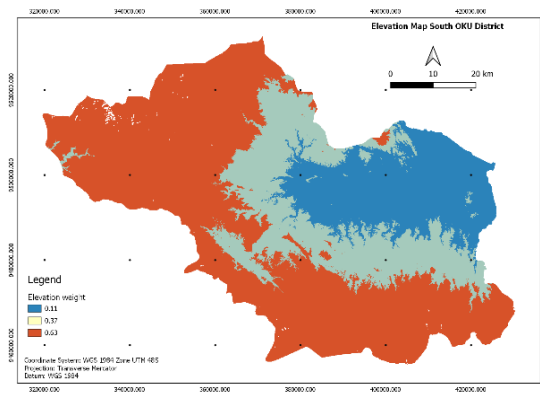 320000.000 340000.000 360000.000 380000.000 400000.000 420000.000
Elevation Map South OKU District
0 10 20 km
Legend
Elevation weight
0.11
0.37
0.63
Coordinate System: WGS 1984 Zone UTM 48S
Projection: Transverse Mercator
Datum: WGS 1984
320000.000 340000.000 360000.000 380000.000 400000.000 420000.000